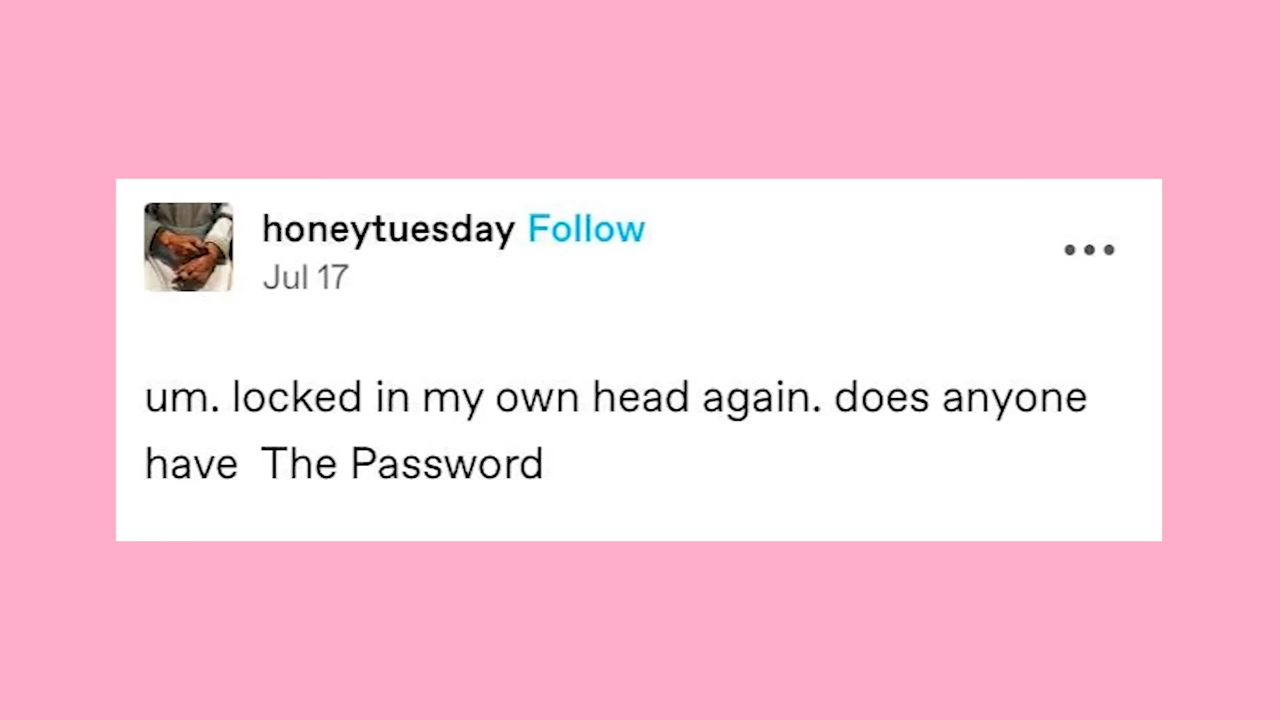 honeytuesday Follow
Jul 17
um. locked in my own head again. does anyone
have  The Password